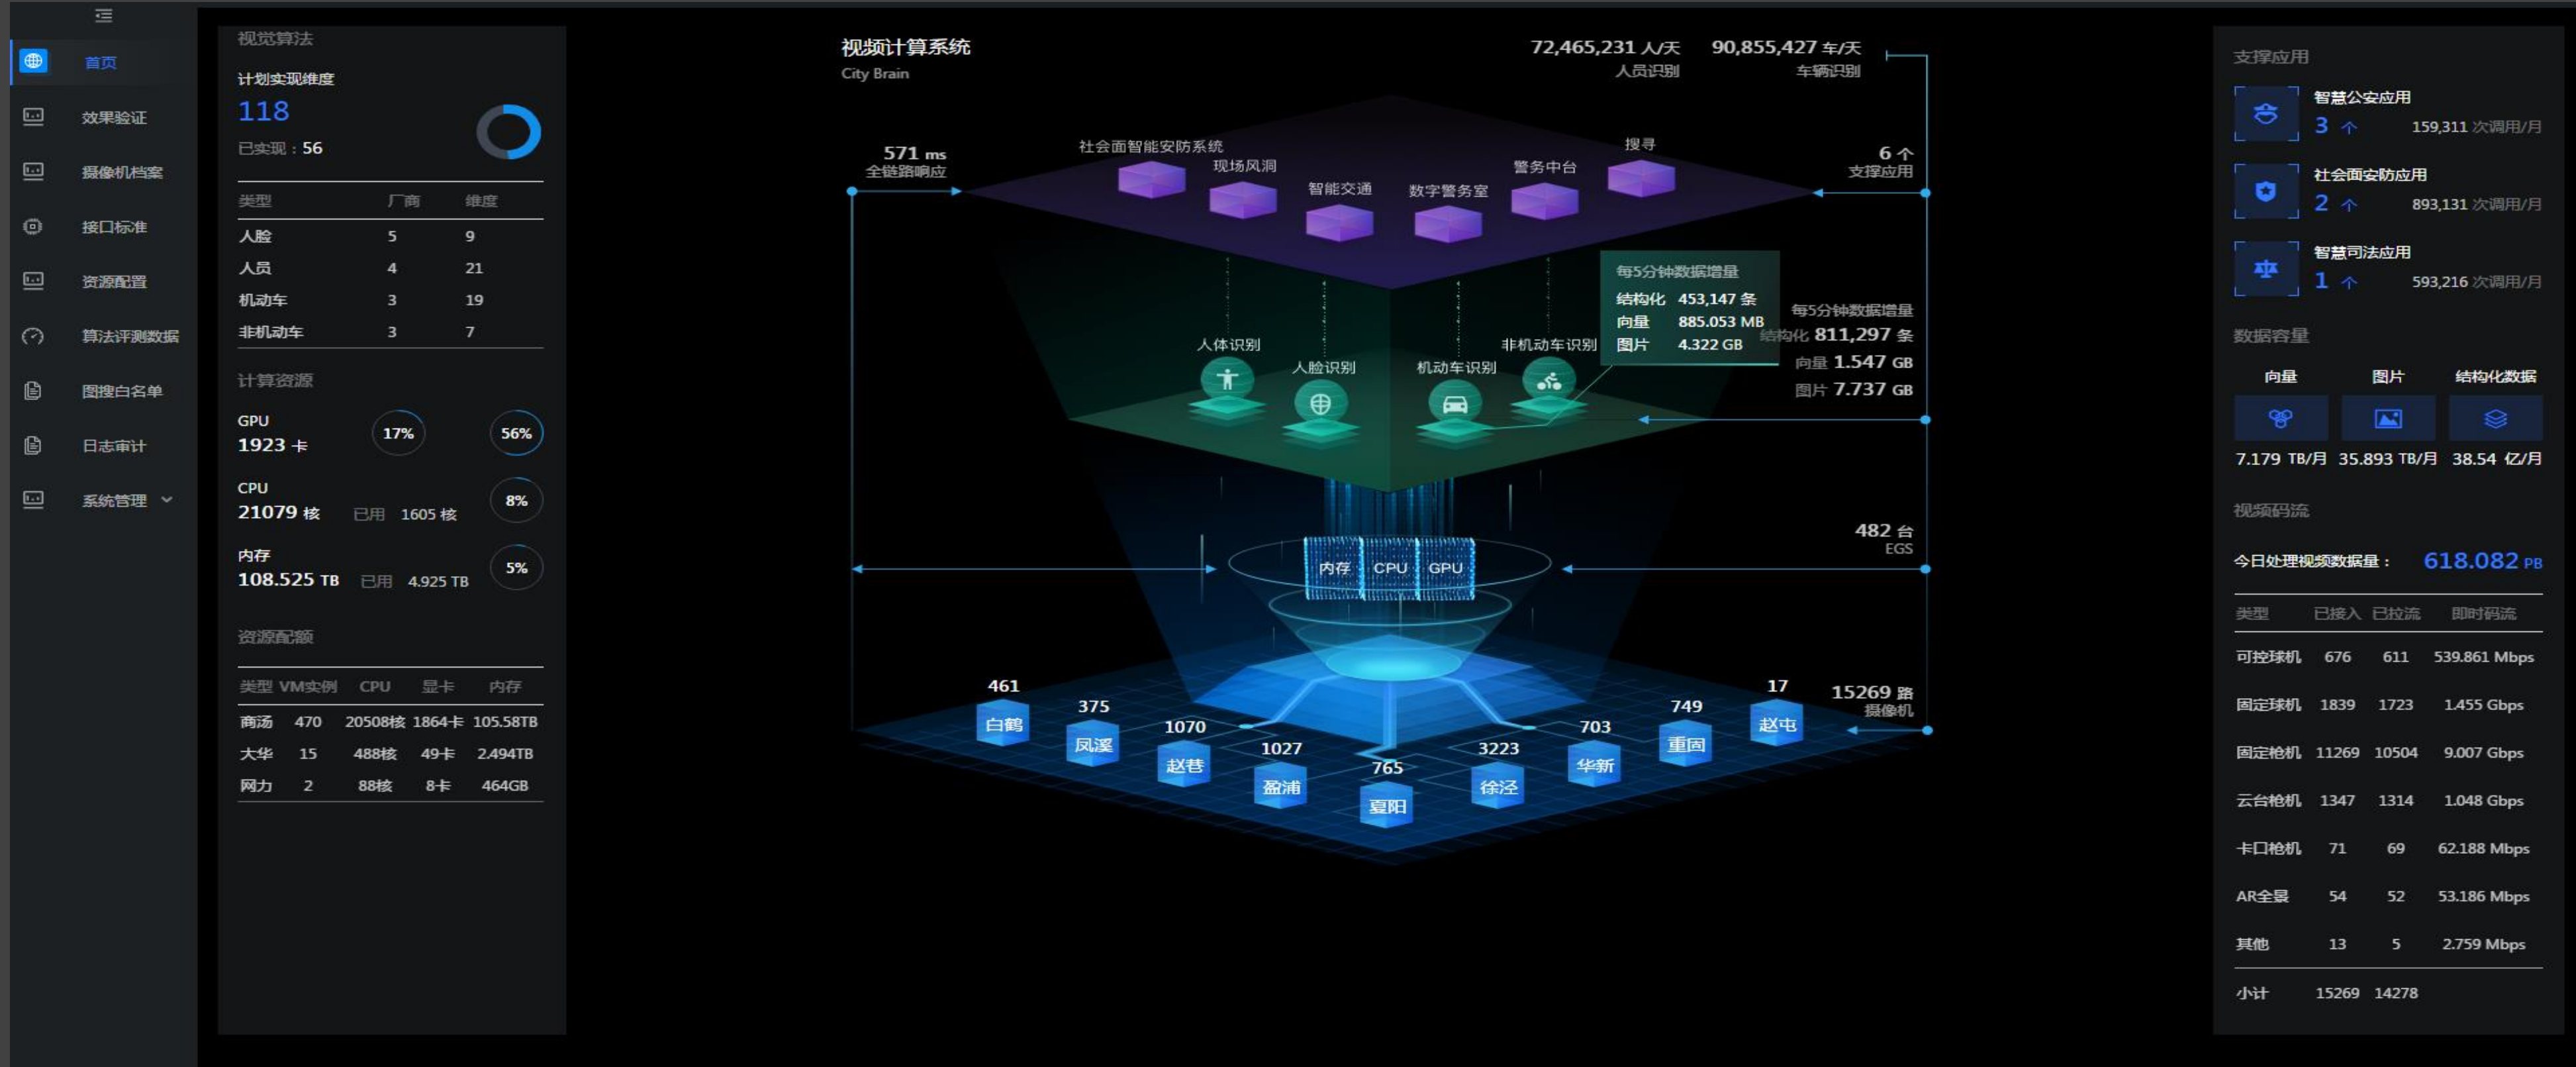 首页
效果验证
摄像机档案
接口标准
资源配置
算法评测数据
图搜白名单
日志审计
系统管理
视觉算法
计划实现维度
118
已实现：56
类型 厂商 维度
人脸 5 9
人员 4 21
机动车 3 19
非机动车 3 7
计算资源
GPU
1923 卡 17% 56%
CPU
21079 核 已用 1605 核 8%
内存
108.525 TB 已用 4.925 TB 5%
资源配额
类型 VM实例 CPU 显卡 内存
商汤 470 20508核 1864卡 105.58TB
大华 15 488核 49卡 2.494TB
网力 2 88核 8卡 464GB
视频计算系统
City Brain
72,465,231 人/天 90,855,427 车/天
人员识别 车辆识别
571 ms
全链路响应
社会面智能安防系统
现场风洞
智能交通
数字警务室
警务中台
搜寻
6 个
支撑应用
每5分钟数据增量
结构化 453,147 条
向量 885.053 MB
图片 4.322 GB
每5分钟数据增量
结构化 811,297 条
向量 1.547 GB
图片 7.737 GB
人体识别
人脸识别
机动车识别
非机动车识别
482 台
EGS
内存 CPU GPU
15269 路
摄像机
461
白鹤
375
凤溪
1070
赵巷
1027
盈浦
765
夏阳
3223
徐泾
703
华新
749
重固
17
赵屯
支撑应用
智慧公安应用
3 个 159,311 次调用/月
社会面安防应用
2 个 893,131 次调用/月
智慧司法应用
1 个 593,216 次调用/月
数据容量
向量 图片 结构化数据
7.179 TB/月 35.893 TB/月 38.54 亿/月
视频码流
今日处理视频数据量： 618.082 PB
类型 已接入 已拉流 即时码流
可控球机 676 611 539.861 Mbps
固定球机 1839 1723 1.455 Gbps
固定枪机 11269 10504 9.007 Gbps
云台枪机 1347 1314 1.048 Gbps
卡口枪机 71 69 62.188 Mbps
AR全景 54 52 53.186 Mbps
其他 13 5 2.759 Mbps
小计 15269 14278